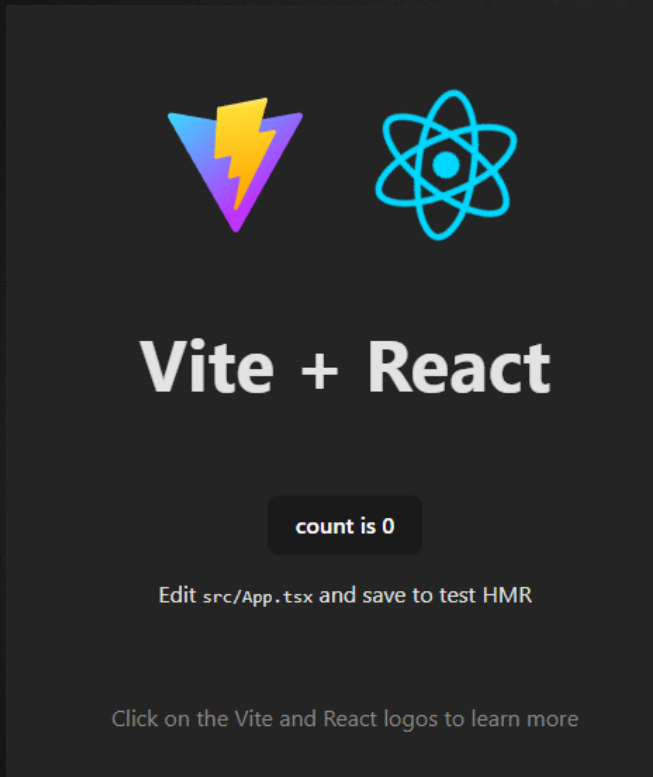 Vite + React
count is 0
Edit src/App.tsx and save to test HMR
Click on the Vite and React logos to learn more